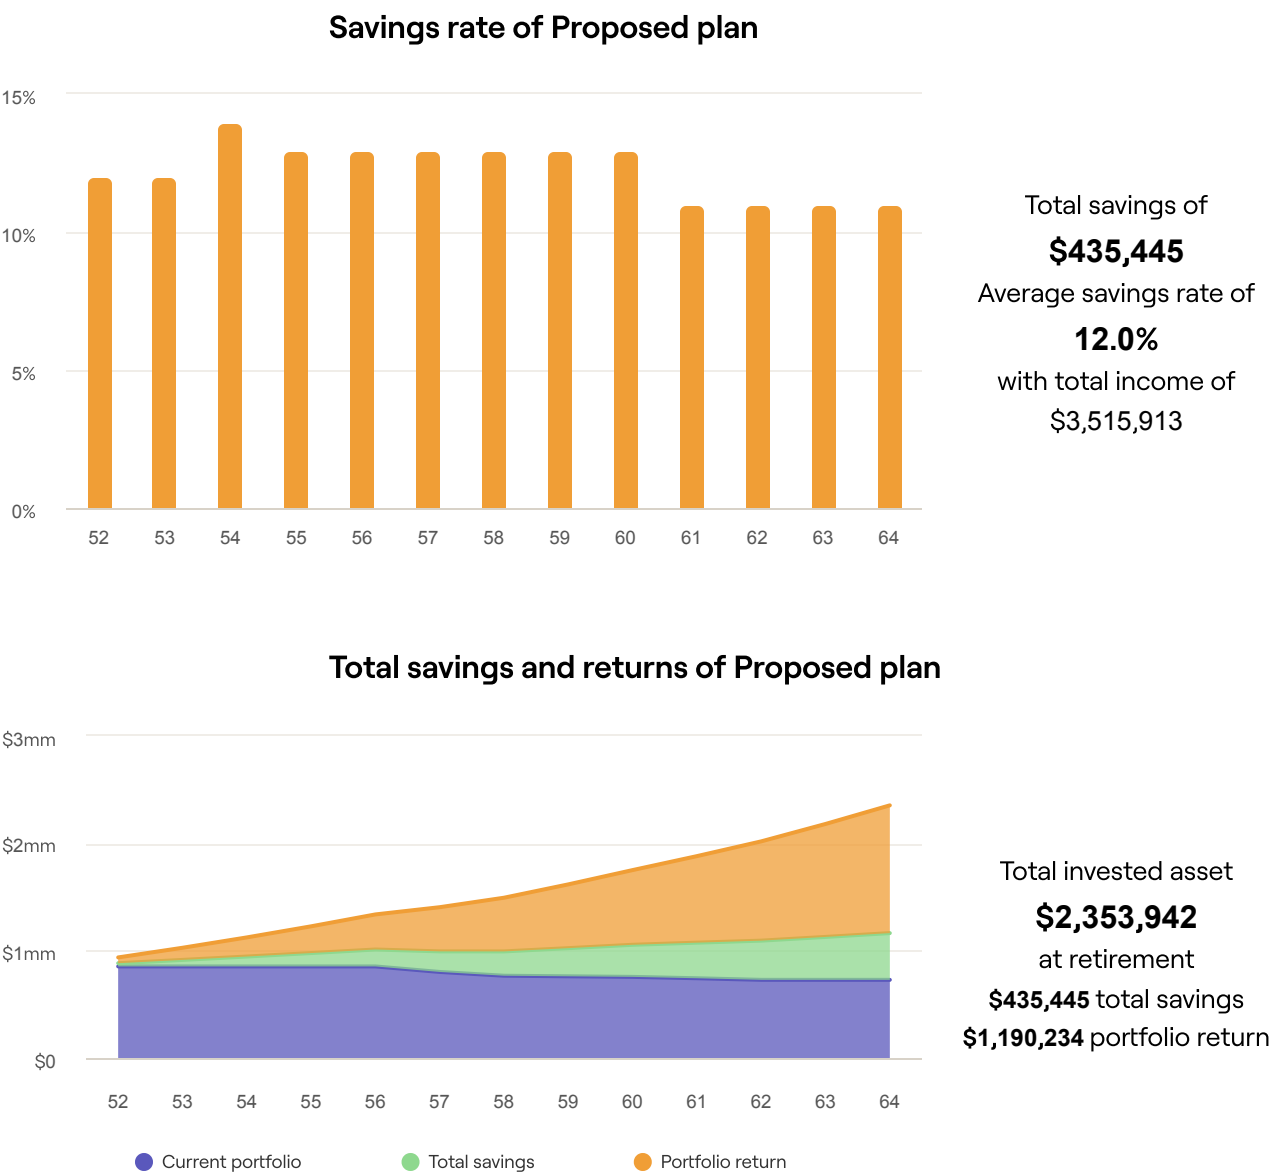 Savings rate of Proposed plan
15%
10%
5%
0%
52 53 54 55 56 57 58 59 60 61 62 63 64
Total savings of
$435,445
Average savings rate of
12.0%
with total income of
$3,515,913
Total savings and returns of Proposed plan
$3mm
$2mm
$1mm
$0
52 53 54 55 56 57 58 59 60 61 62 63 64
Current portfolio Total savings Portfolio return
Total invested asset
$2,353,942
at retirement
$435,445 total savings
$1,190,234 portfolio return